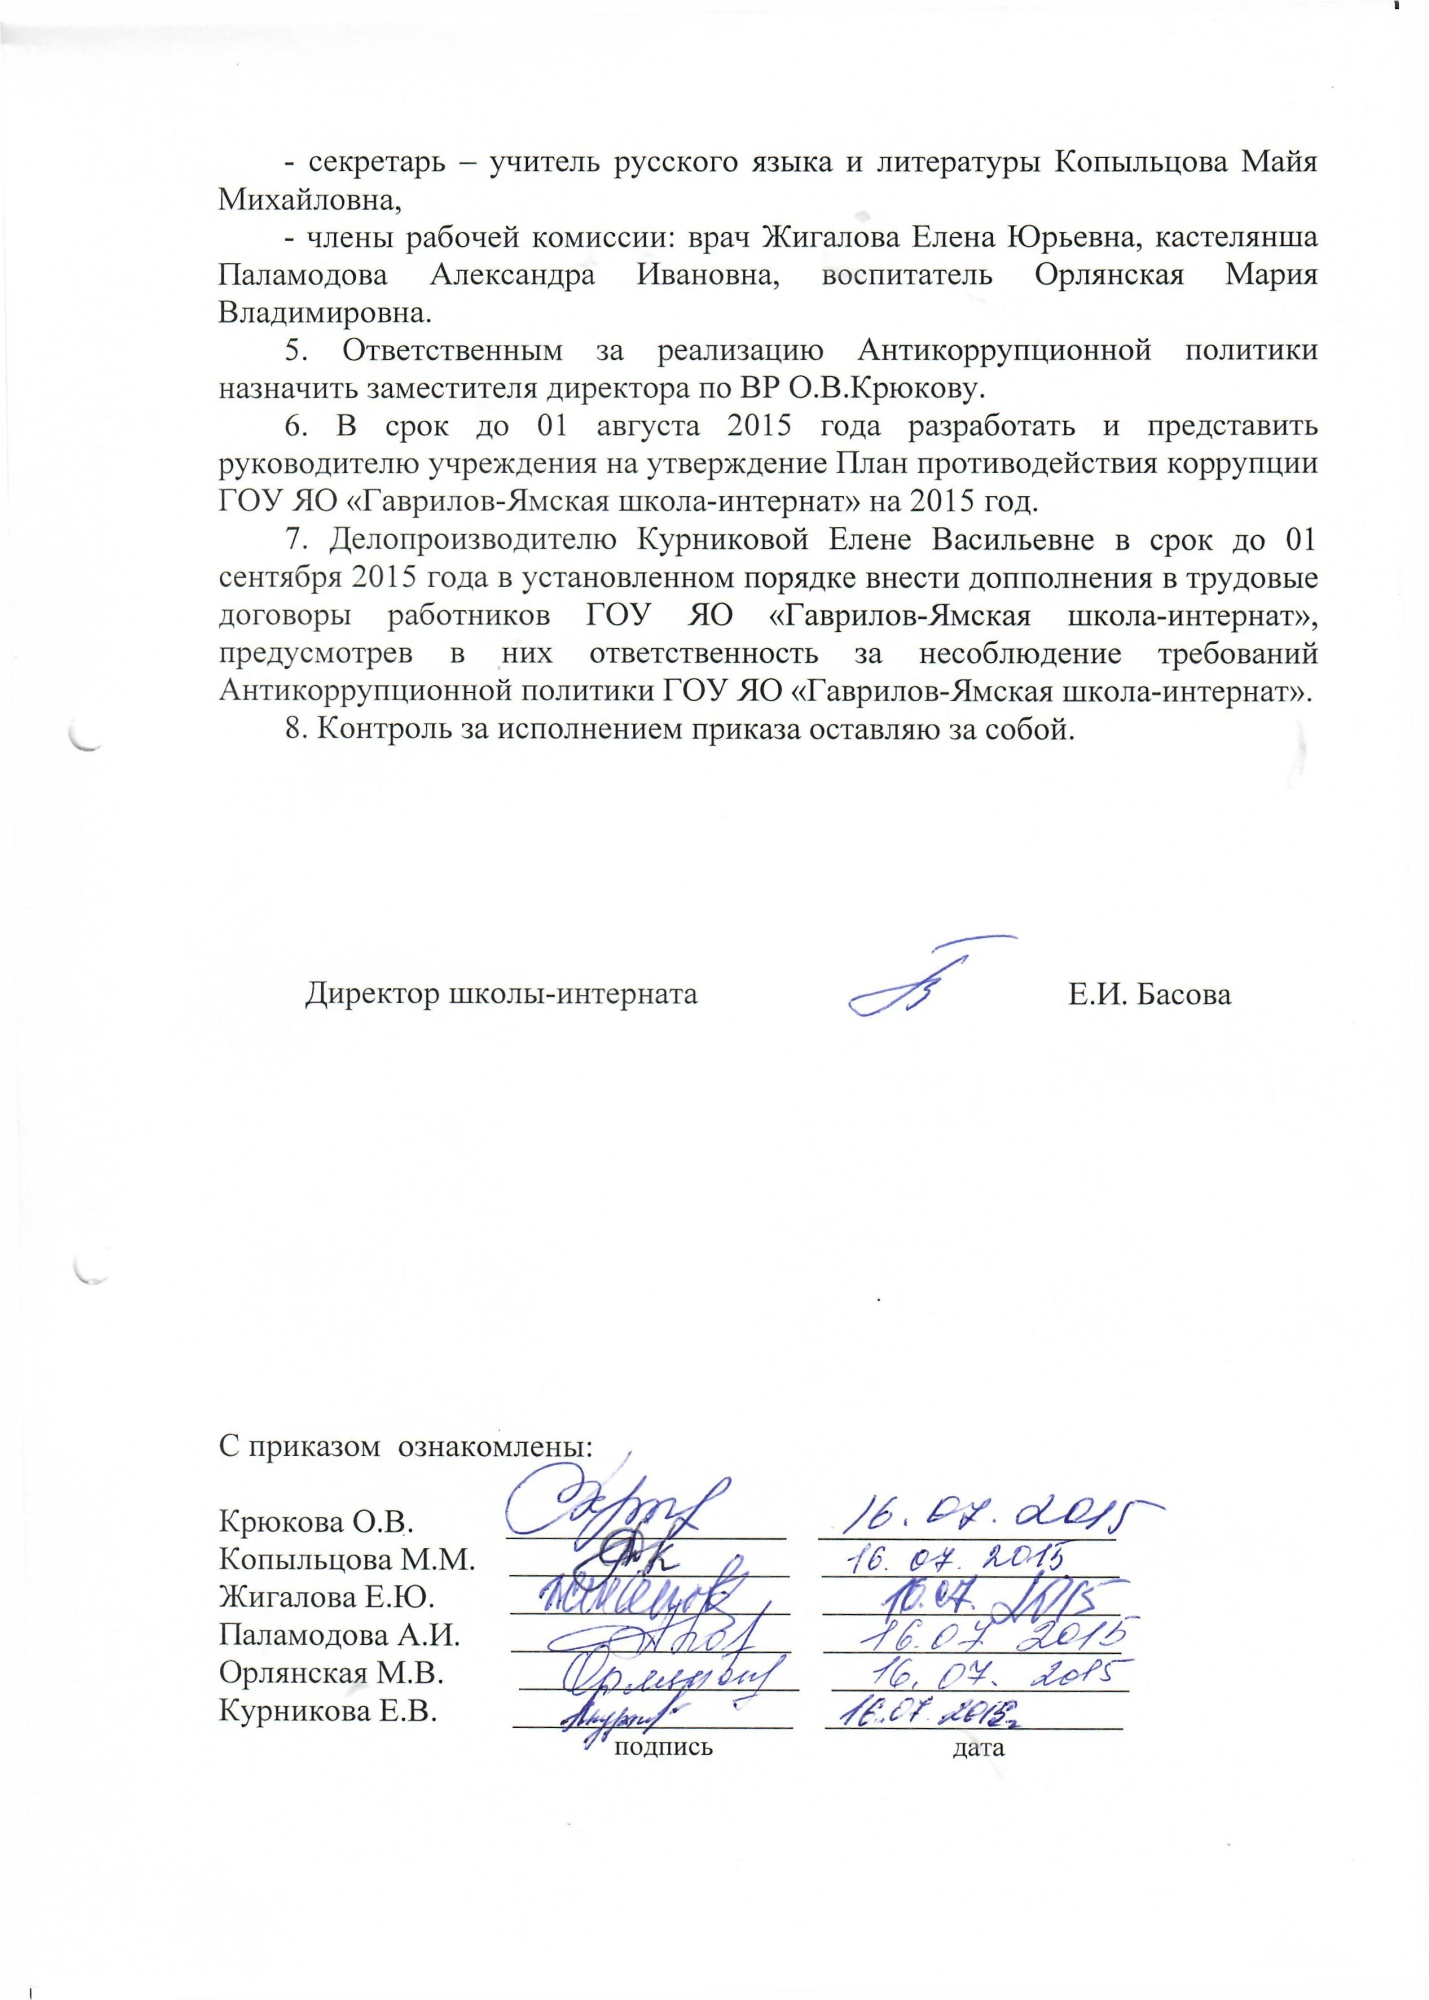 - секретарь – учитель русского языка и литературы Копыльцова Майя
Михайловна,
- члены рабочей комиссии: врач Жигалова Елена Юрьевна, кастелянша
Паламодова Александра Ивановна, воспитатель Орлянская Мария
Владимировна.
5. Ответственным за реализацию Антикоррупционной политики
назначить заместителя директора по ВР О.В.Крюкову.
6. В срок до 01 августа 2015 года разработать и представить
руководителю учреждения на утверждение План противодействия коррупции
ГОУ ЯО «Гаврилов-Ямская школа-интернат» на 2015 год.
7. Делопроизводителю Курниковой Елене Васильевне в срок до 01
сентября 2015 года в установленном порядке внести допполнения в трудовые
договоры работников ГОУ ЯО «Гаврилов-Ямская школа-интернат»,
предусмотрев в них ответственность за несоблюдение требований
Антикоррупционной политики ГОУ ЯО «Гаврилов-Ямская школа-интернат».
8. Контроль за исполнением приказа оставляю за собой.
Директор школы-интерната Е.И. Басова
С приказом ознакомлены:
Крюкова О.В. 16.07.2015
Копыльцова М.М. 16.07.2015
Жигалова Е.Ю. 16.07.2015
Паламодова А.И. 16.07 2015
Орлянская М.В. 16.07. 2015
Курникова Е.В. 16.07.2015г
подпись дата